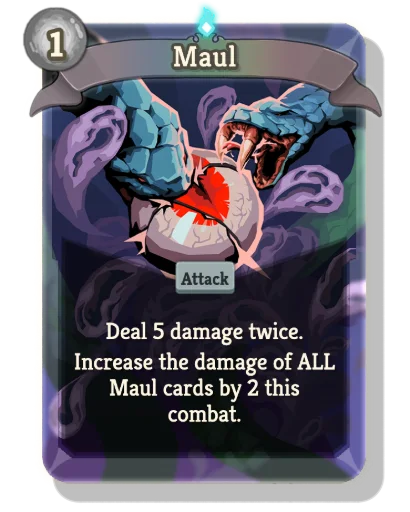 1
Maul
Attack
Deal 5 damage twice.
Increase the damage of ALL
Maul cards by 2 this
combat.